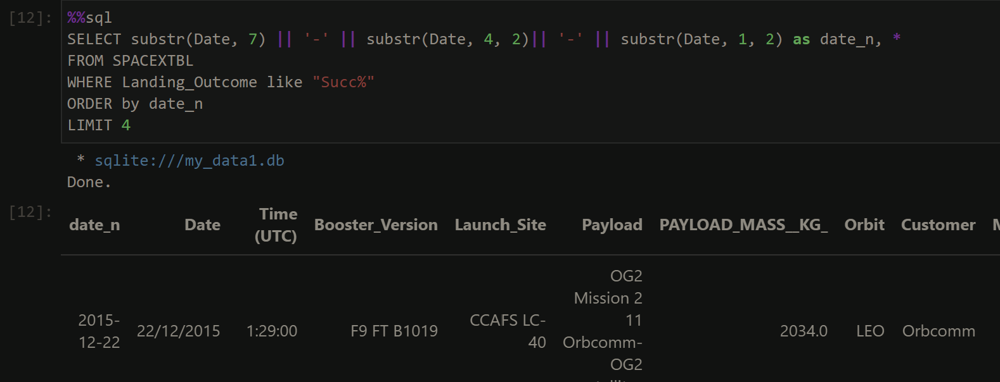 [12]:
%%sql
SELECT substr(Date, 7) || '-' || substr(Date, 4, 2)|| '-' || substr(Date, 1, 2) as date_n, *
FROM SPACEXTBL
WHERE Landing_Outcome like "Succ%"
ORDER by date_n
LIMIT 4
* sqlite:///my_data1.db
Done.
[12]:
date_n Date Time (UTC) Booster_Version Launch_Site Payload PAYLOAD_MASS__KG_ Orbit Customer
2015-12-22 22/12/2015 1:29:00 F9 FT B1019 CCAFS LC-40 OG2 Mission 2 11 Orbcomm-OG2 2034.0 LEO Orbcomm